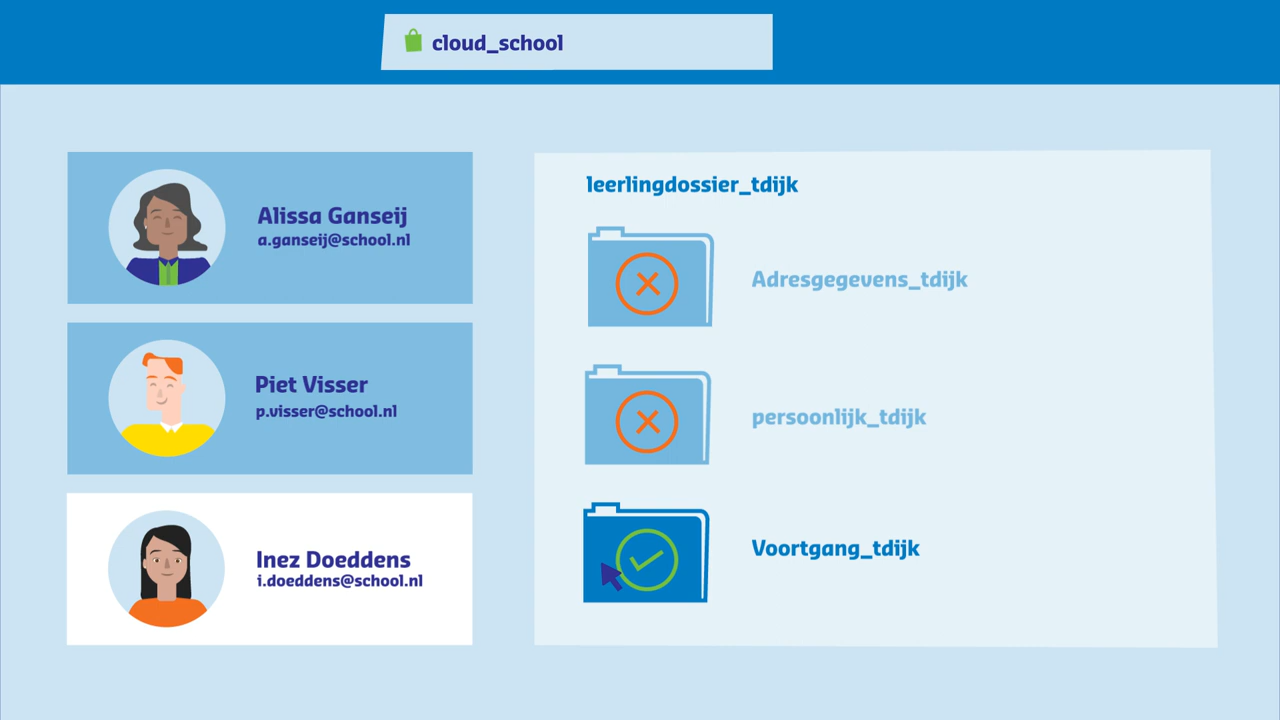 cloud_school
Alissa Ganseij
a.ganseij@school.nl
Piet Visser
p.visser@school.nl
Inez Doeddens
i.doeddens@school.nl
leerlingdossier_tdijk
Adresgegevens_tdijk
persoonlijk_tdijk
Voortgang_tdijk